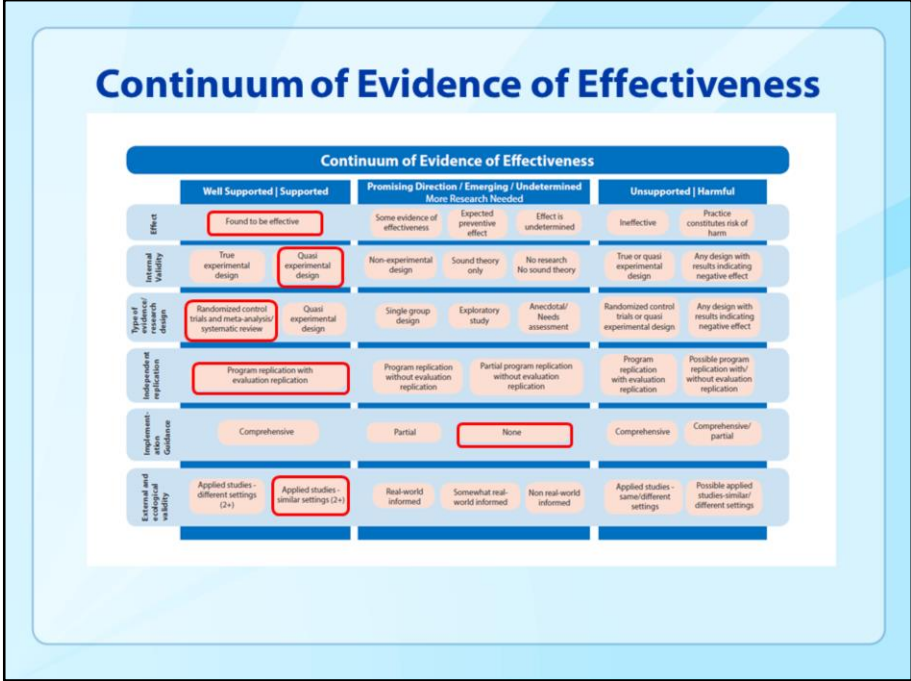 Continuum of Evidence of Effectiveness
Continuum of Evidence of Effectiveness
Well Supported | Supported
Promising Direction / Emerging / Undetermined
More Research Needed
Unsupported | Harmful
Effect
Found to be effective
Some evidence of
effectiveness
Expected
preventive
effect
Effect is
undetermined
Ineffective
Practice
constitutes risk of
harm
Internal
Validity
True
experimental
design
Quasi
experimental
design
Non-experimental
design
Sound theory
only
No research
No sound theory
True or quasi
experimental
design
Any design with
results indicating
negative effect
Type of
evidence/
research
design
Randomized control
trials and meta-analysis/
systematic review
Quasi
experimental
design
Single group
design
Exploratory
study
Anecdotal/
Needs
assessment
Randomized control
trials or quasi
experimental design
Any design with
results indicating
negative effect
Independent
replication
Program replication with
evaluation replication
Program replication
without evaluation
replication
Partial program replication
without evaluation
replication
Program
replication
with evaluation
replication
Possible program
replication with/
without evaluation
replication
Implement-
ation
Guidance
Comprehensive
Partial
None
Comprehensive
Comprehensive/
partial
External and
ecological
validity
Applied studies -
different settings
(2+)
Applied studies -
similar settings (2+)
Real-world
informed
Somewhat real-
world informed
Non real-world
informed
Applied studies -
same/different
settings
Possible applied
studies-similar/
different settings